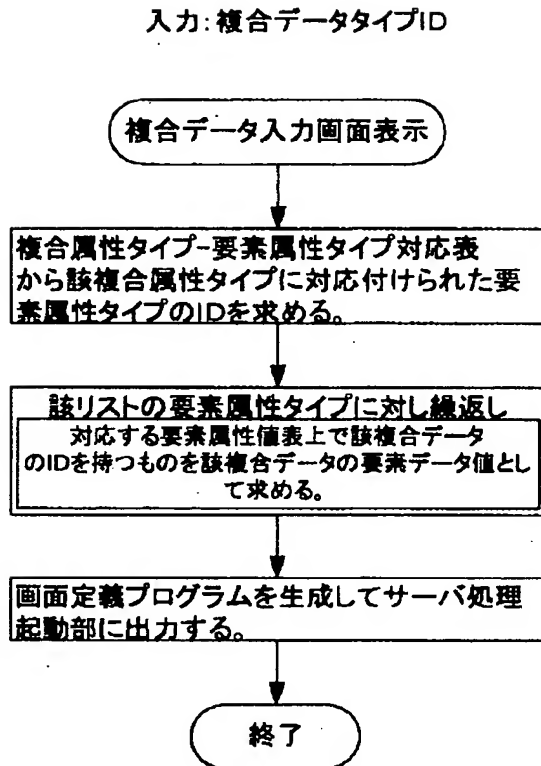 入力:複合データタイプID
複合データ入力画面表示
複合属性タイプ-要素属性タイプ対応表
から該複合属性タイプに対応付けられた要
素属性タイプのIDを求める。
該リストの要素属性タイプに対し繰返し
対応する要素属性値表上で該複合データ
のIDを持つものを該複合データの要素データ値とし
て求める。
画面定義プログラムを生成してサーバ処理
起動部に出力する。
終了